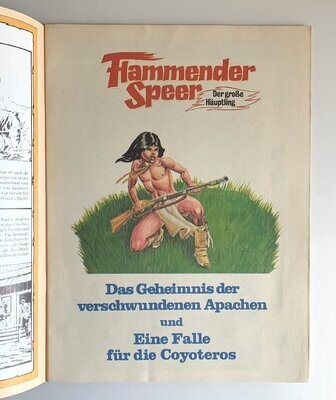 Flammender
Speer
Der große
Häuptling
Das Geheimnis der
verschwundenen Apachen
und
Eine Falle
für die Coyoteros